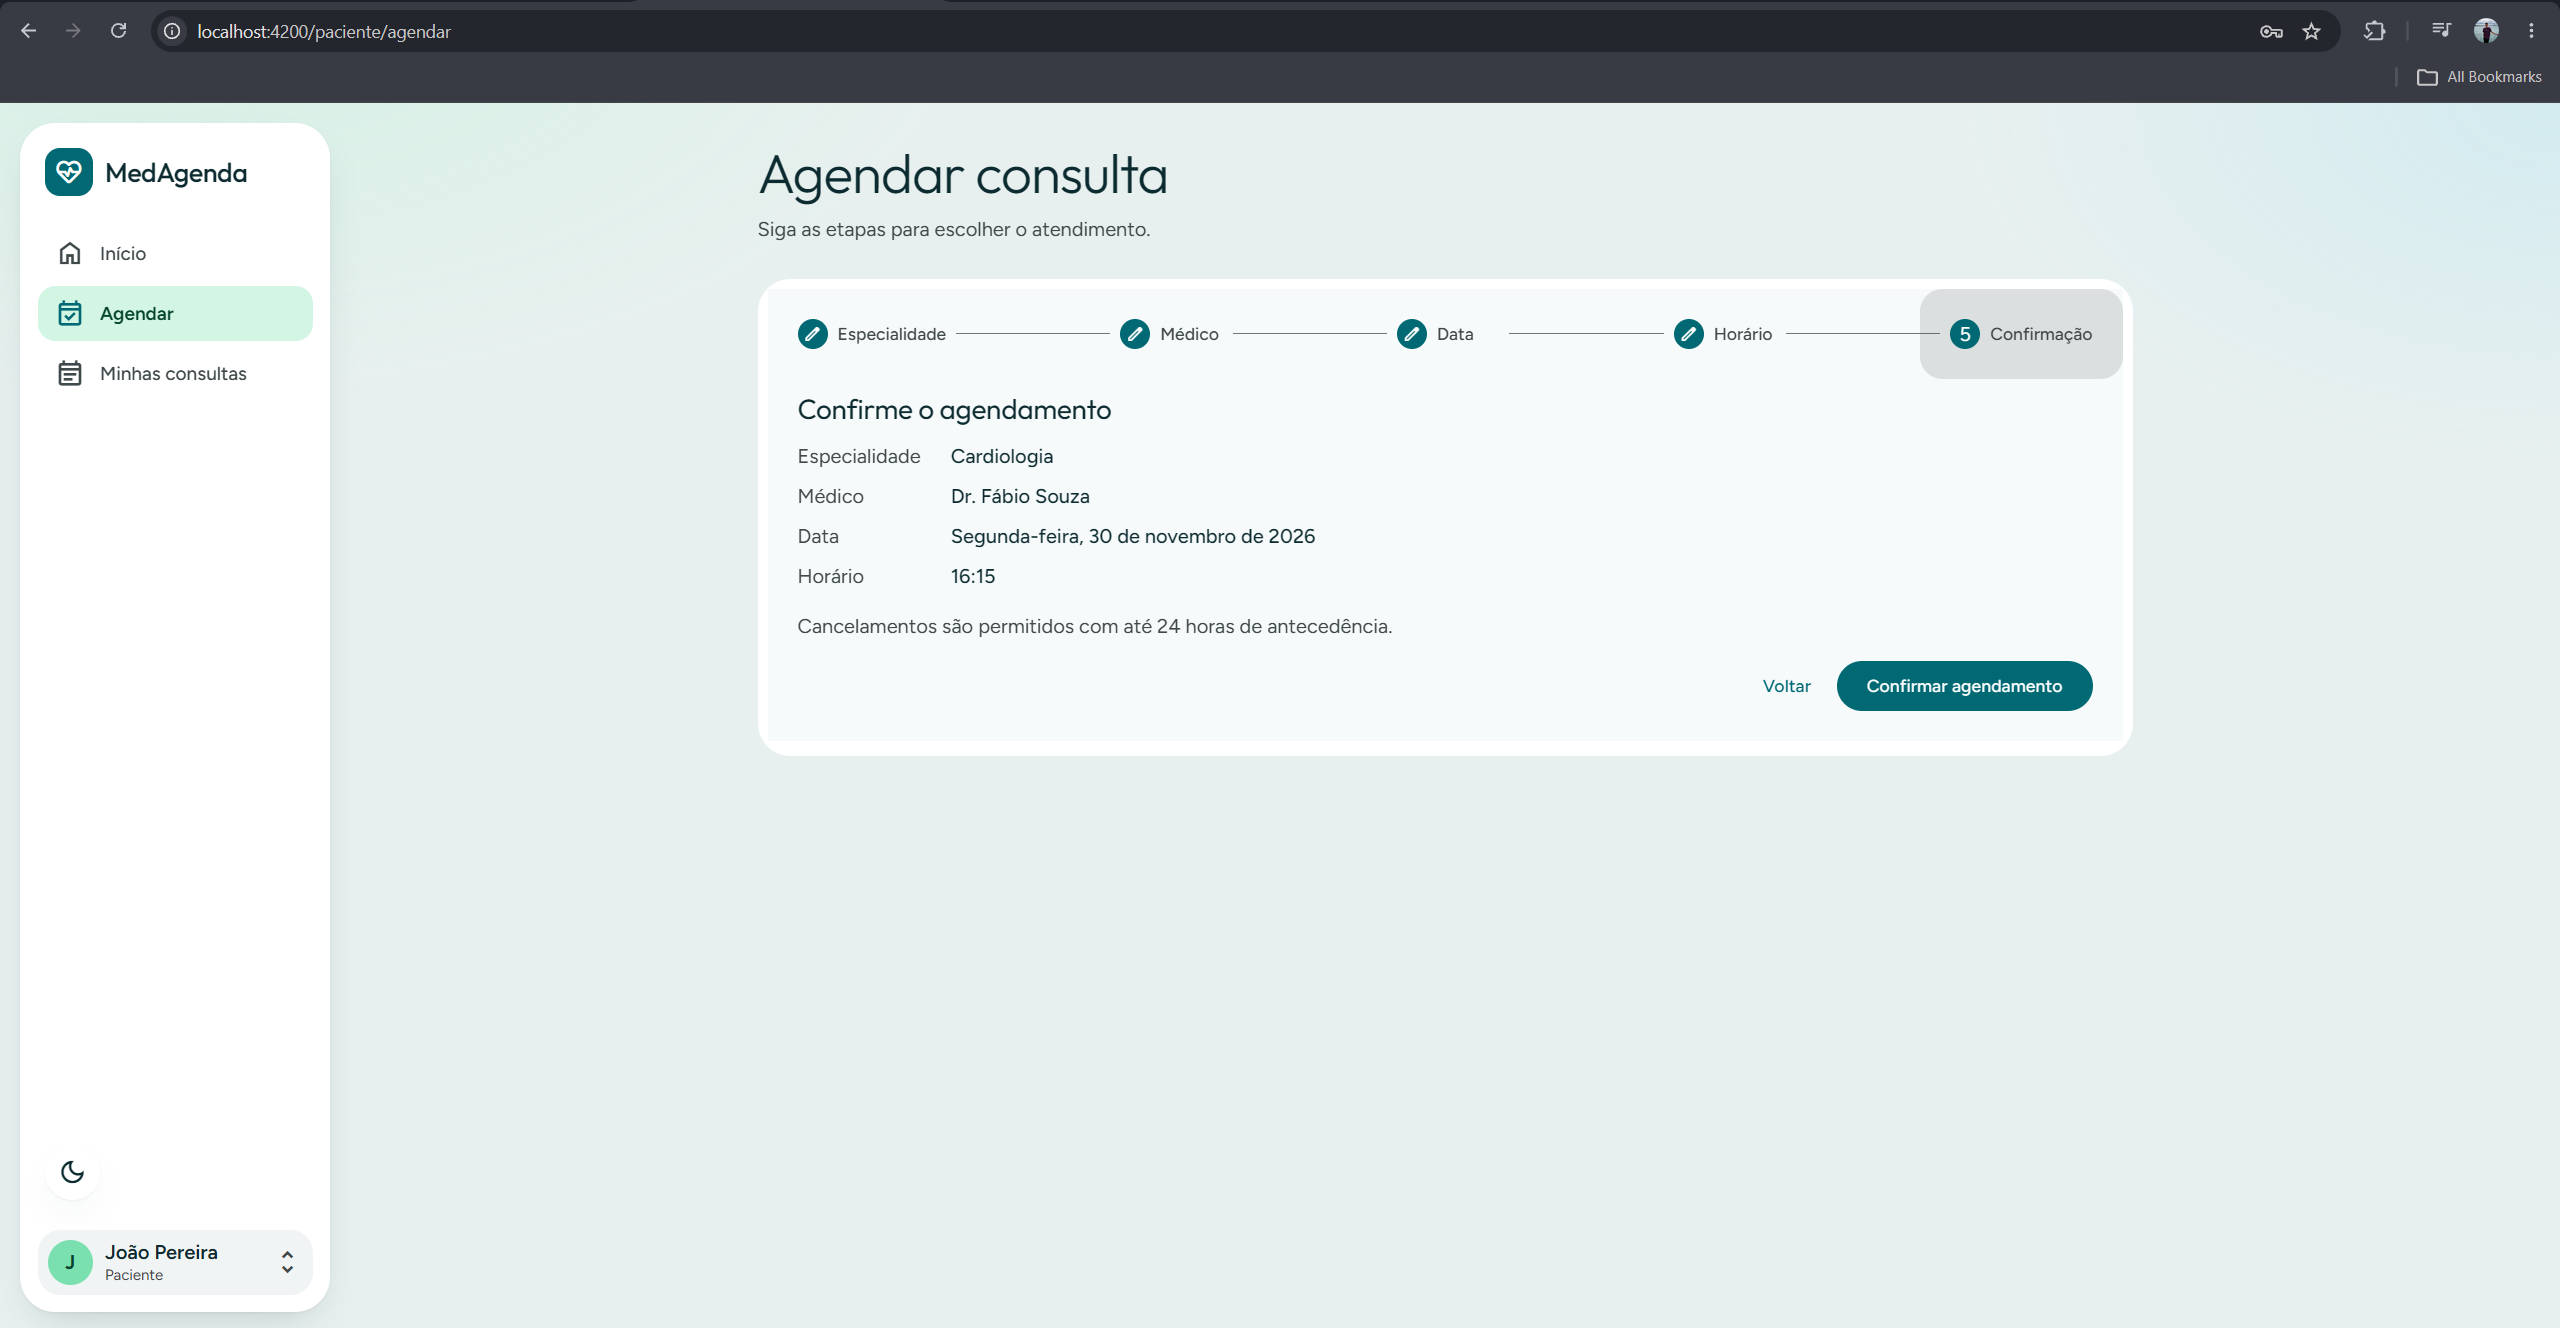 localhost:4200/paciente/agendar
All Bookmarks
MedAgenda
Início
Agendar
Minhas consultas
J
João Pereira
Paciente
Agendar consulta
Siga as etapas para escolher o atendimento.
Especialidade Médico Data Horário 5 Confirmação
Confirme o agendamento
Especialidade Cardiologia
Médico Dr. Fábio Souza
Data Segunda-feira, 30 de novembro de 2026
Horário 16:15
Cancelamentos são permitidos com até 24 horas de antecedência.
Voltar Confirmar agendamento